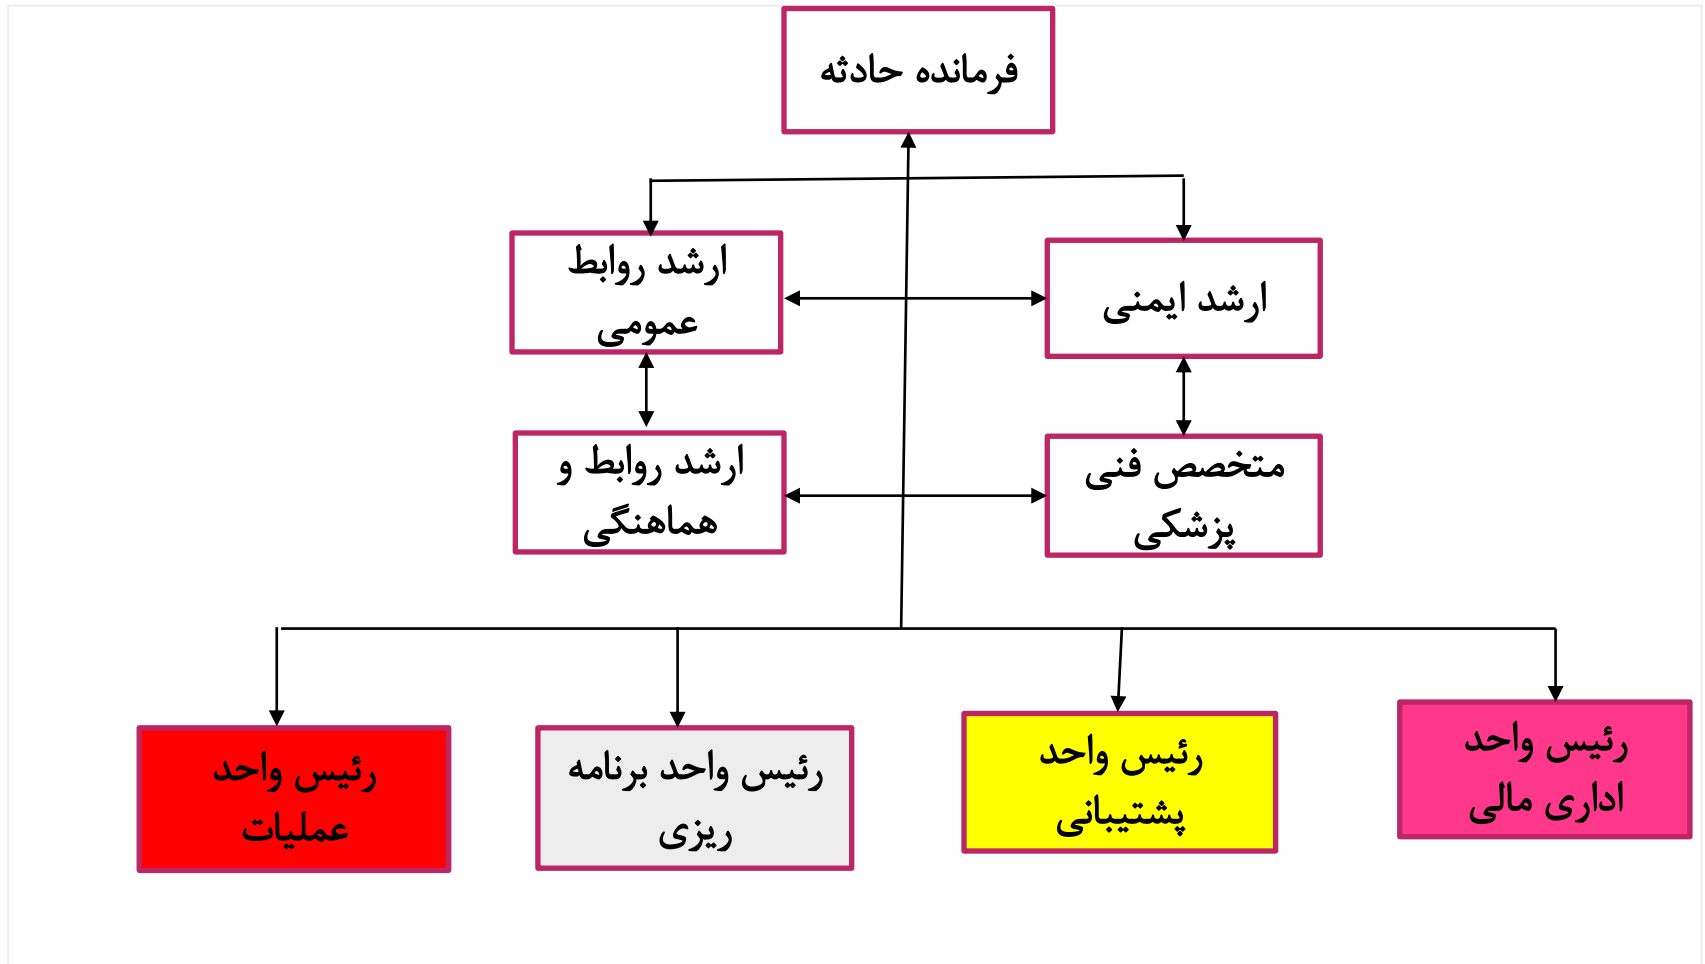 فرمانده حادثه
ارشد ایمنی
ارشد روابط
عمومی
متخصص فنی
پزشکی
ارشد روابط و
هماهنگی
رئیس واحد
اداری مالی
رئیس واحد
پشتیبانی
رئیس واحد برنامه
ریزی
رئیس واحد
عملیات